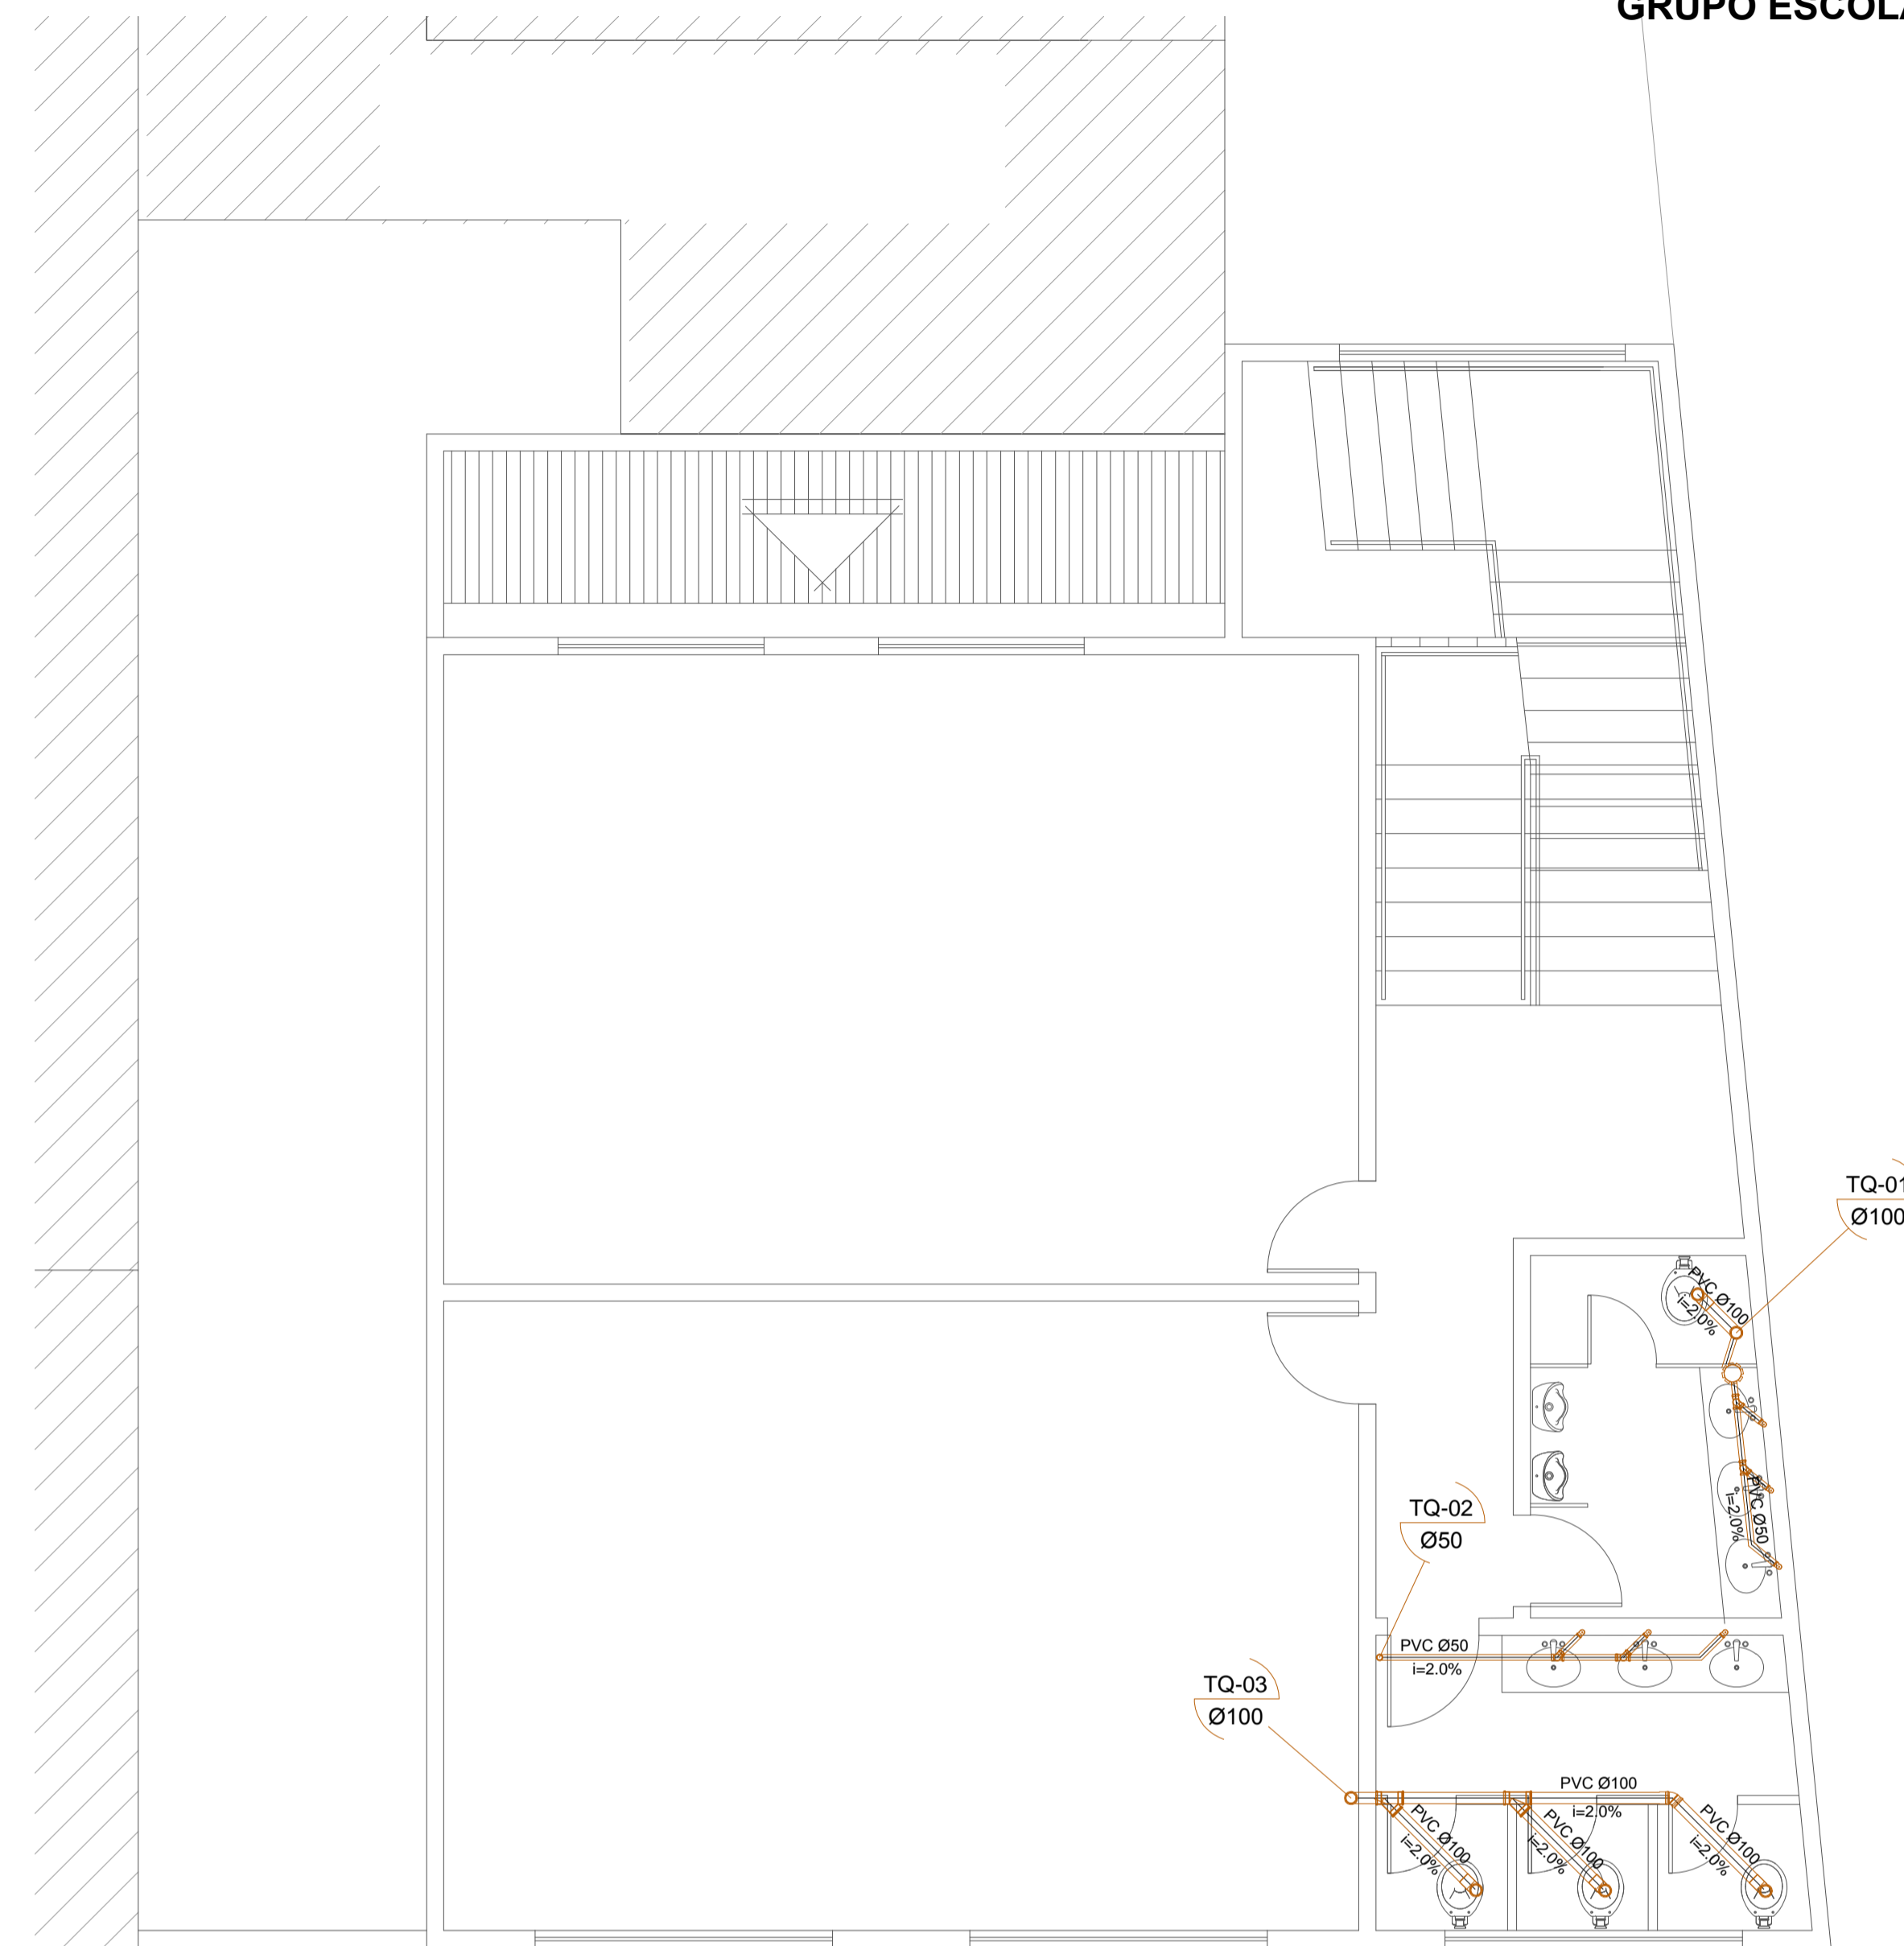 GRUPO ESCOLA
TQ-01
Ø100
PVC Ø100
i=2.0%
PVC Ø50
i=2.0%
TQ-02
Ø50
PVC Ø50
i=2.0%
TQ-03
Ø100
PVC Ø100
i=2.0%
PVC Ø100
i=2.0%
PVC Ø100
i=2.0%
PVC Ø100
i=2.0%